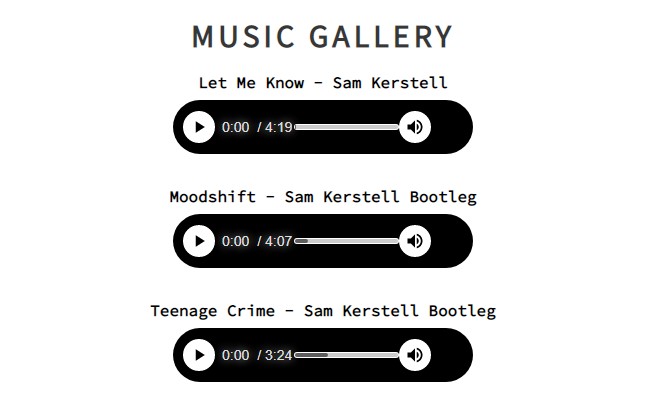 MUSIC GALLERY
Let Me Know - Sam Kerstell
0:00 / 4:19
Moodshift - Sam Kerstell Bootleg
0:00 / 4:07
Teenage Crime - Sam Kerstell Bootleg
0:00 / 3:24